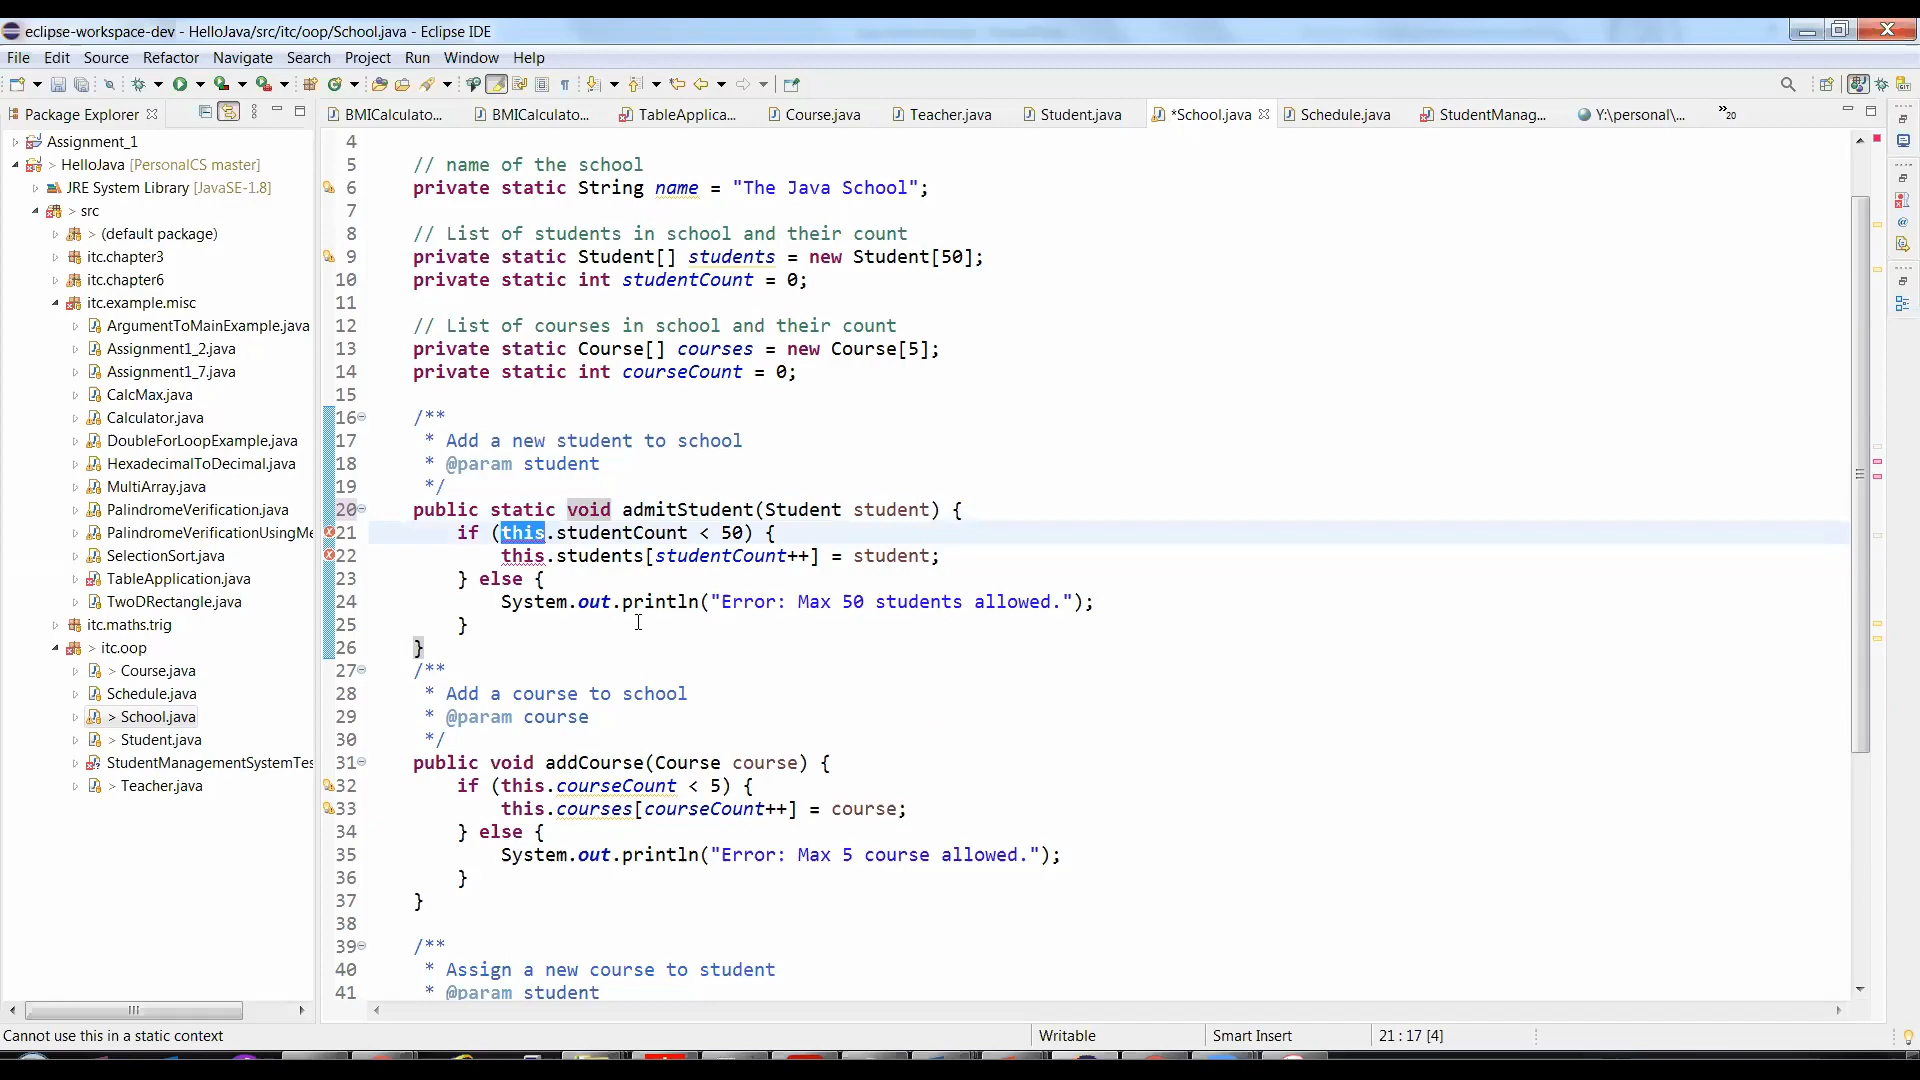 eclipse-workspace-dev - HelloJava/src/itc/oop/School.java - Eclipse IDE
File Edit Source Refactor Navigate Search Project Run Window Help
Package Explorer
BMICalculato... BMICalculato... TableApplica... Course.java Teacher.java Student.java *School.java Schedule.java StudentManag... Y:\personal\... »20
Assignment_1
HelloJava [PersonalCS master]
JRE System Library [JavaSE-1.8]
> src
> (default package)
itc.chapter3
itc.chapter6
itc.example.misc
ArgumentToMainExample.java
Assignment1_2.java
Assignment1_7.java
CalcMax.java
Calculator.java
DoubleForLoopExample.java
HexadecimalToDecimal.java
MultiArray.java
PalindromeVerification.java
PalindromeVerificationUsingMe
SelectionSort.java
TableApplication.java
TwoDRectangle.java
itc.maths.trig
> itc.oop
> Course.java
Schedule.java
> School.java
> Student.java
StudentManagementSystemTes
> Teacher.java
4
5 // name of the school
6 private static String name = "The Java School";
7
8 // List of students in school and their count
9 private static Student[] students = new Student[50];
10 private static int studentCount = 0;
11
12 // List of courses in school and their count
13 private static Course[] courses = new Course[5];
14 private static int courseCount = 0;
15
16 /**
17 * Add a new student to school
18 * @param student
19 */
20 public static void admitStudent(Student student) {
21 if (this.studentCount < 50) {
22 this.students[studentCount++] = student;
23 } else {
24 System.out.println("Error: Max 50 students allowed.");
25 }
26 }
27 /**
28 * Add a course to school
29 * @param course
30 */
31 public void addCourse(Course course) {
32 if (this.courseCount < 5) {
33 this.courses[courseCount++] = course;
34 } else {
35 System.out.println("Error: Max 5 course allowed.");
36 }
37 }
38
39 /**
40 * Assign a new course to student
41 * @param student
Cannot use this in a static context
Writable Smart Insert 21 : 17 [4]